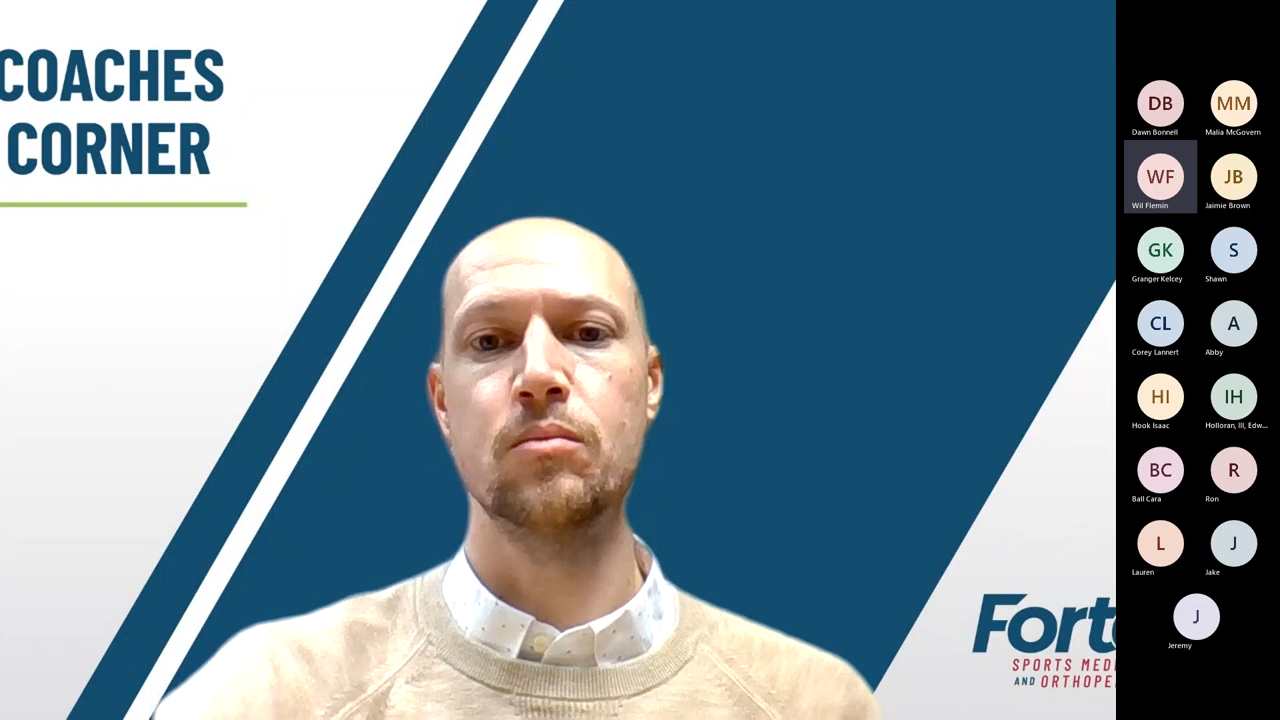 COACHES
CORNER
Fort
SPORTS MEDI
AND ORTHOPE
DB
Dawn Bonnell
MM
Malia McGovern
WF
Wil Flemin
JB
Jaimie Brown
GK
Granger Kelcey
S
Shawn
CL
Corey Lannert
A
Abby
HI
Hook Isaac
IH
Holloran, III, Edw...
BC
Ball Cara
R
Ron
L
Lauren
J
Jake
J
Jeremy